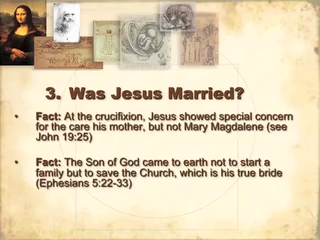 3. Was Jesus Married?
• Fact: At the crucifixion, Jesus showed special concern
for the care his mother, but not Mary Magdalene (see
John 19:25)
• Fact: The Son of God came to earth not to start a
family but to save the Church, which is his true bride
(Ephesians 5:22-33)